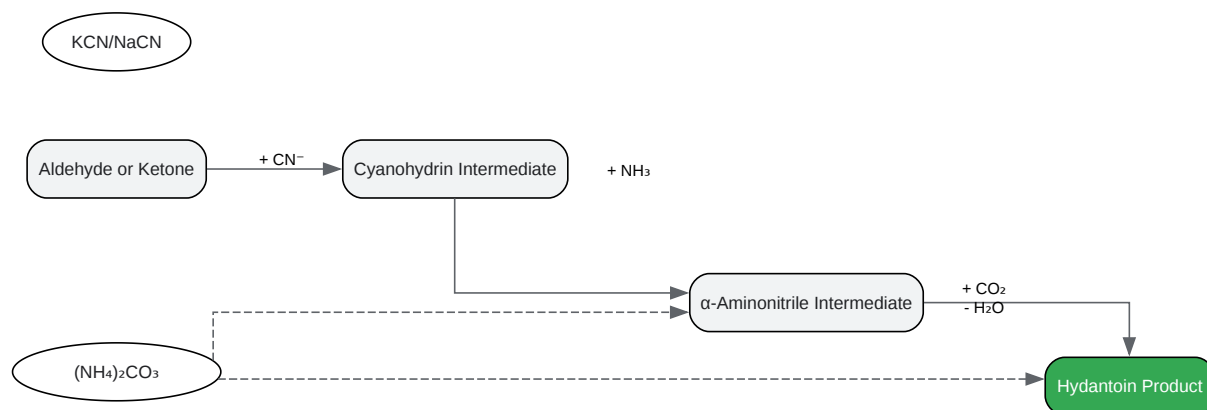 KCN/NaCN
Aldehyde or Ketone
+ CN⁻
Cyanohydrin Intermediate
+ NH₃
α-Aminonitrile Intermediate
+ CO₂
- H₂O
(NH₄)₂CO₃
Hydantoin Product